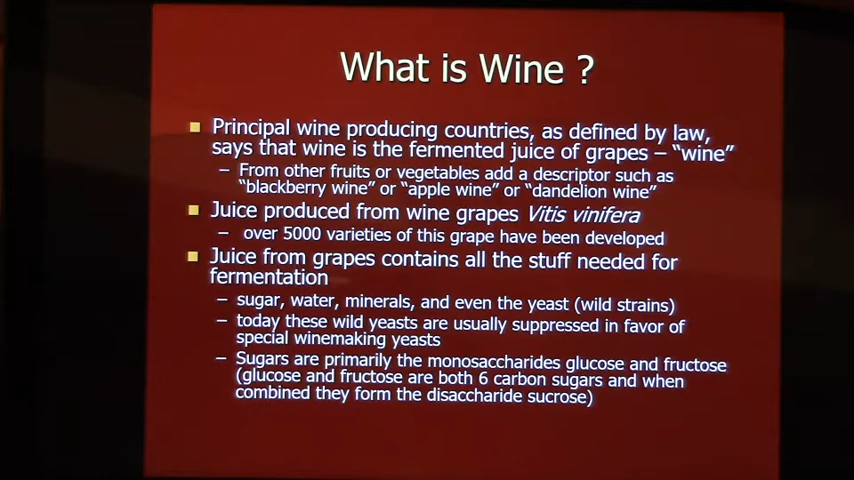 What is Wine ?
Principal wine producing countries, as defined by law,
says that wine is the fermented juice of grapes – “wine”
– From other fruits or vegetables add a descriptor such as
“blackberry wine” or “apple wine” or “dandelion wine”
Juice produced from wine grapes Vitis vinifera
– over 5000 varieties of this grape have been developed
Juice from grapes contains all the stuff needed for
fermentation
– sugar, water, minerals, and even the yeast (wild strains)
– today these wild yeasts are usually suppressed in favor of
special winemaking yeasts
– Sugars are primarily the monosaccharides glucose and fructose
(glucose and fructose are both 6 carbon sugars and when
combined they form the disaccharide sucrose)